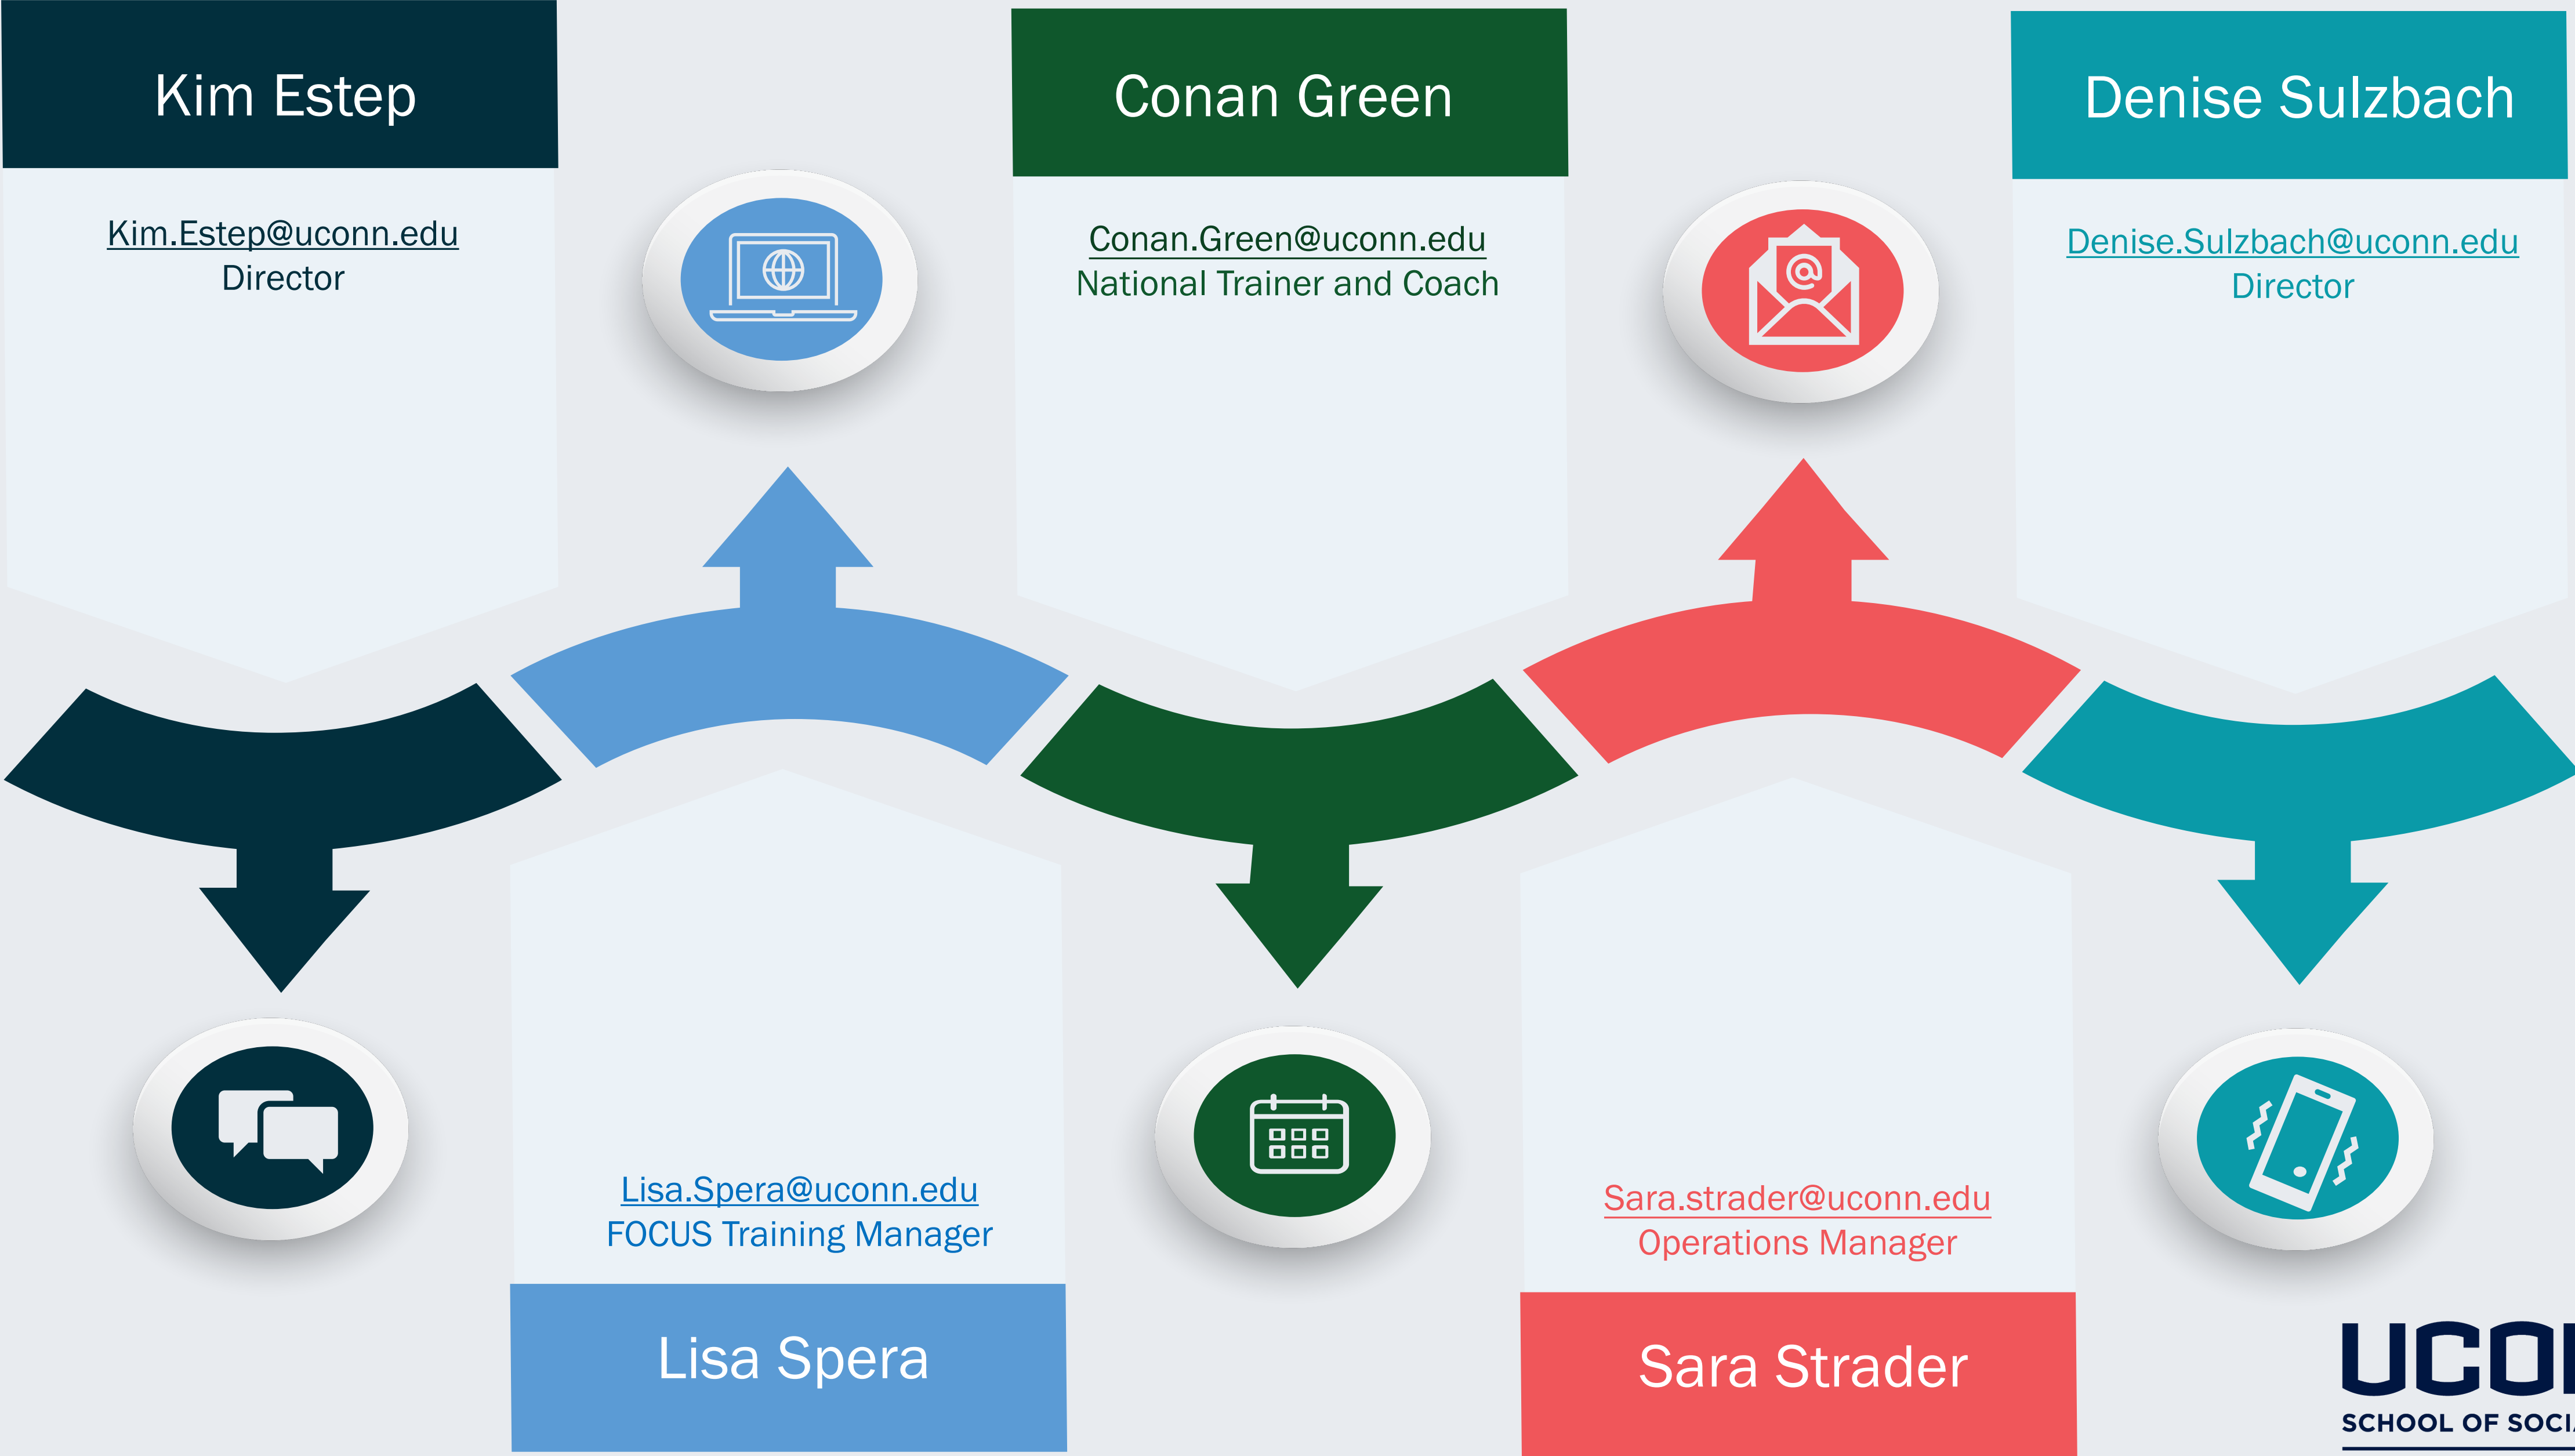 Kim Estep
Kim.Estep@uconn.edu
Director
Lisa.Spera@uconn.edu
FOCUS Training Manager
Lisa Spera
Conan Green
Conan.Green@uconn.edu
National Trainer and Coach
Sara.strader@uconn.edu
Operations Manager
Sara Strader
Denise Sulzbach
Denise.Sulzbach@uconn.edu
Director
@
SCHOOL OF